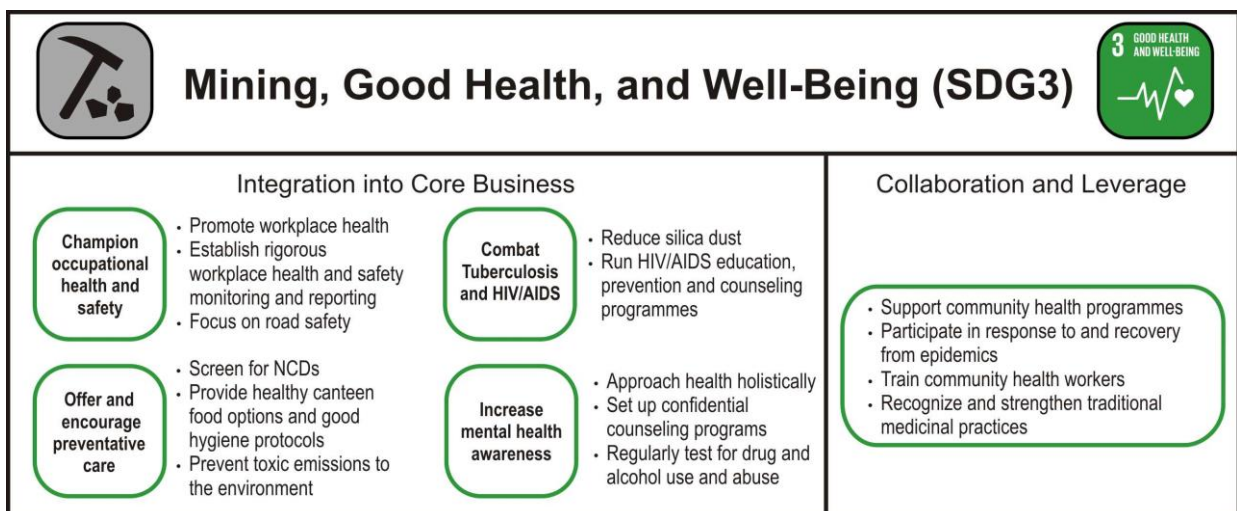 Mining, Good Health, and Well-Being (SDG3)
3 GOOD HEALTH
AND WELL-BEING
Integration into Core Business
Champion
occupational
health and
safety
• Promote workplace health
• Establish rigorous
workplace health and safety
monitoring and reporting
• Focus on road safety
Combat
Tuberculosis
and HIV/AIDS
• Reduce silica dust
• Run HIV/AIDS education,
prevention and counseling
programmes
Offer and
encourage
preventative
care
• Screen for NCDs
• Provide healthy canteen
food options and good
hygiene protocols
• Prevent toxic emissions to
the environment
Increase
mental health
awareness
• Approach health holistically
• Set up confidential
counseling programs
• Regularly test for drug and
alcohol use and abuse
Collaboration and Leverage
• Support community health programmes
• Participate in response to and recovery
from epidemics
• Train community health workers
• Recognize and strengthen traditional
medicinal practices